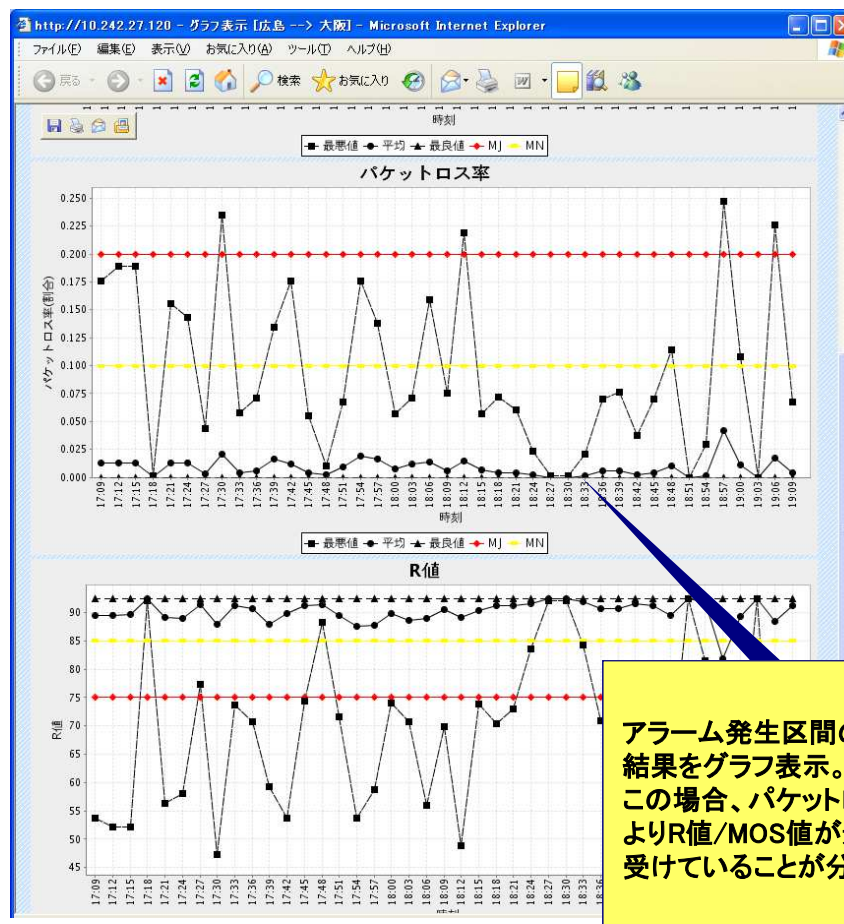 http://10.242.27.120 - グラフ表示 [広島 --> 大阪] - Microsoft Internet Explorer
ファイル(F) 編集(E) 表示(V) お気に入り(A) ツール(T) ヘルプ(H)
戻る 検索 お気に入り
時刻
最悪値 平均 最良値 MJ MN
パケットロス率
パケットロス率(割合)
0.250
0.225
0.200
0.175
0.150
0.125
0.100
0.075
0.050
0.025
0.000
17:09 17:12 17:15 17:18 17:21 17:24 17:27 17:30 17:33 17:36 17:39 17:42 17:45 17:48 17:51 17:54 17:57 18:00 18:03 18:06 18:09 18:12 18:15 18:18 18:21 18:24 18:27 18:30 18:33 18:36 18:39 18:42 18:45 18:48 18:51 18:54 18:57 19:00 19:03 19:06 19:09
時刻
最悪値 平均 最良値 MJ MN
R値
R値
90
85
80
75
70
65
60
55
50
45
17:09 17:12 17:15 17:18 17:21 17:24 17:27 17:30 17:33 17:36 17:39 17:42 17:45 17:48 17:51 17:54 17:57 18:00 18:03 18:06 18:09 18:12 18:15 18:18 18:21 18:24 18:27 18:30 18:33
アラーム発生区間の
結果をグラフ表示。
この場合、パケット
よりR値/MOS値が
受けていることが分